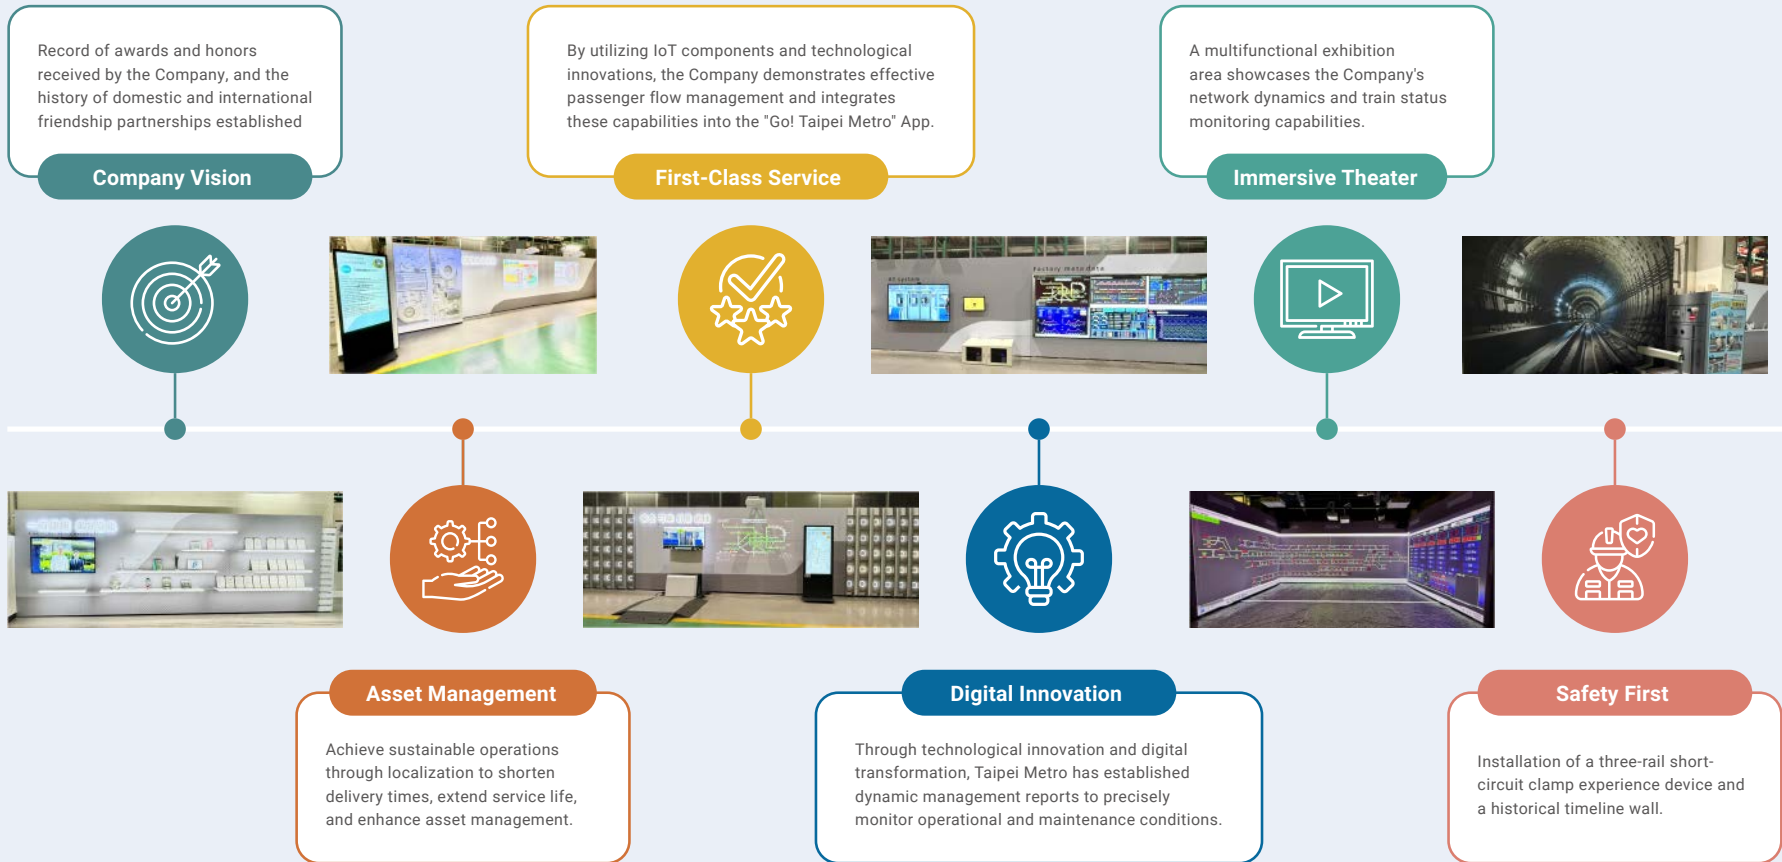 Record of awards and honors
received by the Company, and the
history of domestic and international
friendship partnerships established
Company Vision
By utilizing IoT components and technological
innovations, the Company demonstrates effective
passenger flow management and integrates
these capabilities into the "Go! Taipei Metro" App.
First-Class Service
A multifunctional exhibition
area showcases the Company's
network dynamics and train status
monitoring capabilities.
Immersive Theater
Factory meta data
Asset Management
Achieve sustainable operations
through localization to shorten
delivery times, extend service life,
and enhance asset management.
Digital Innovation
Through technological innovation and digital
transformation, Taipei Metro has established
dynamic management reports to precisely
monitor operational and maintenance conditions.
Safety First
Installation of a three-rail short-
circuit clamp experience device and
a historical timeline wall.